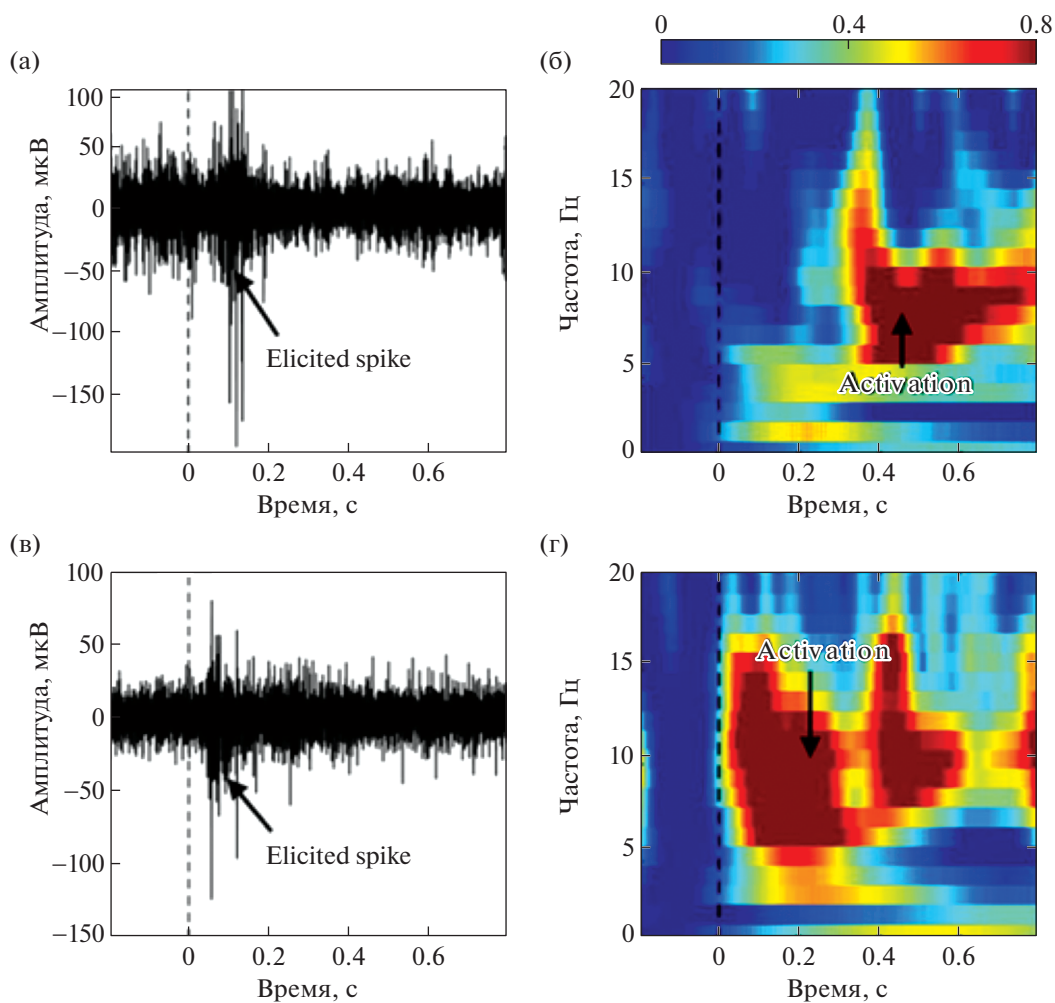 0 0.4 0.8
(а)
100
50
0
−50
−100
−150
Амплитуда, мкВ
Elicited spike
0 0.2 0.4 0.6
Время, с
(б)
20
15
10
5
0
Частота, Гц
Activation
0 0.2 0.4 0.6
Время, с
(в)
100
50
0
−50
−100
−150
Амплитуда, мкВ
Elicited spike
0 0.2 0.4 0.6
Время, с
(г)
20
15
10
5
0
Частота, Гц
Activation
0 0.2 0.4 0.6
Время, с